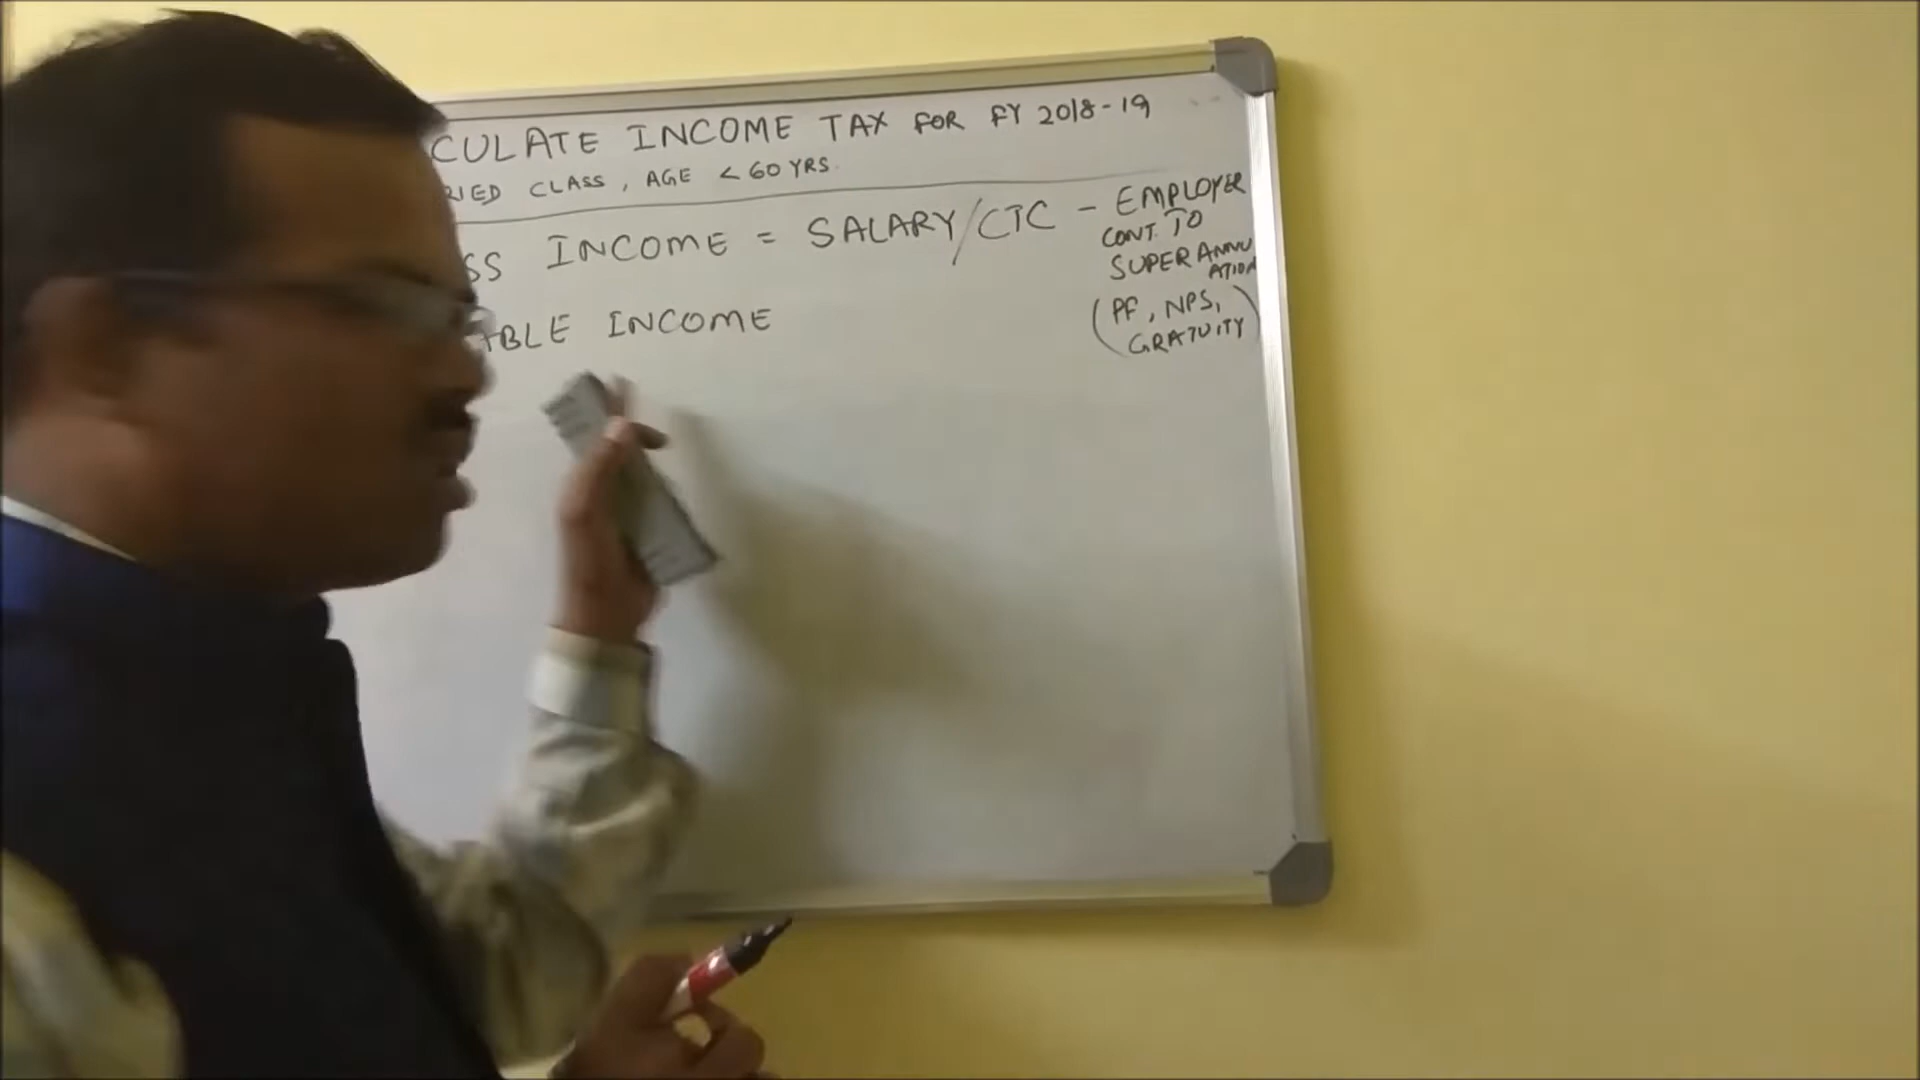 CULATE INCOME TAX FOR FY 2018-19
RIED CLASS, AGE < 60 YRS.
SS INCOME = SALARY/CTC - EMPLOYER
CONT. TO
SUPERANNU
ATION
(PF, NPS,
GRATUITY)
ABLE INCOME